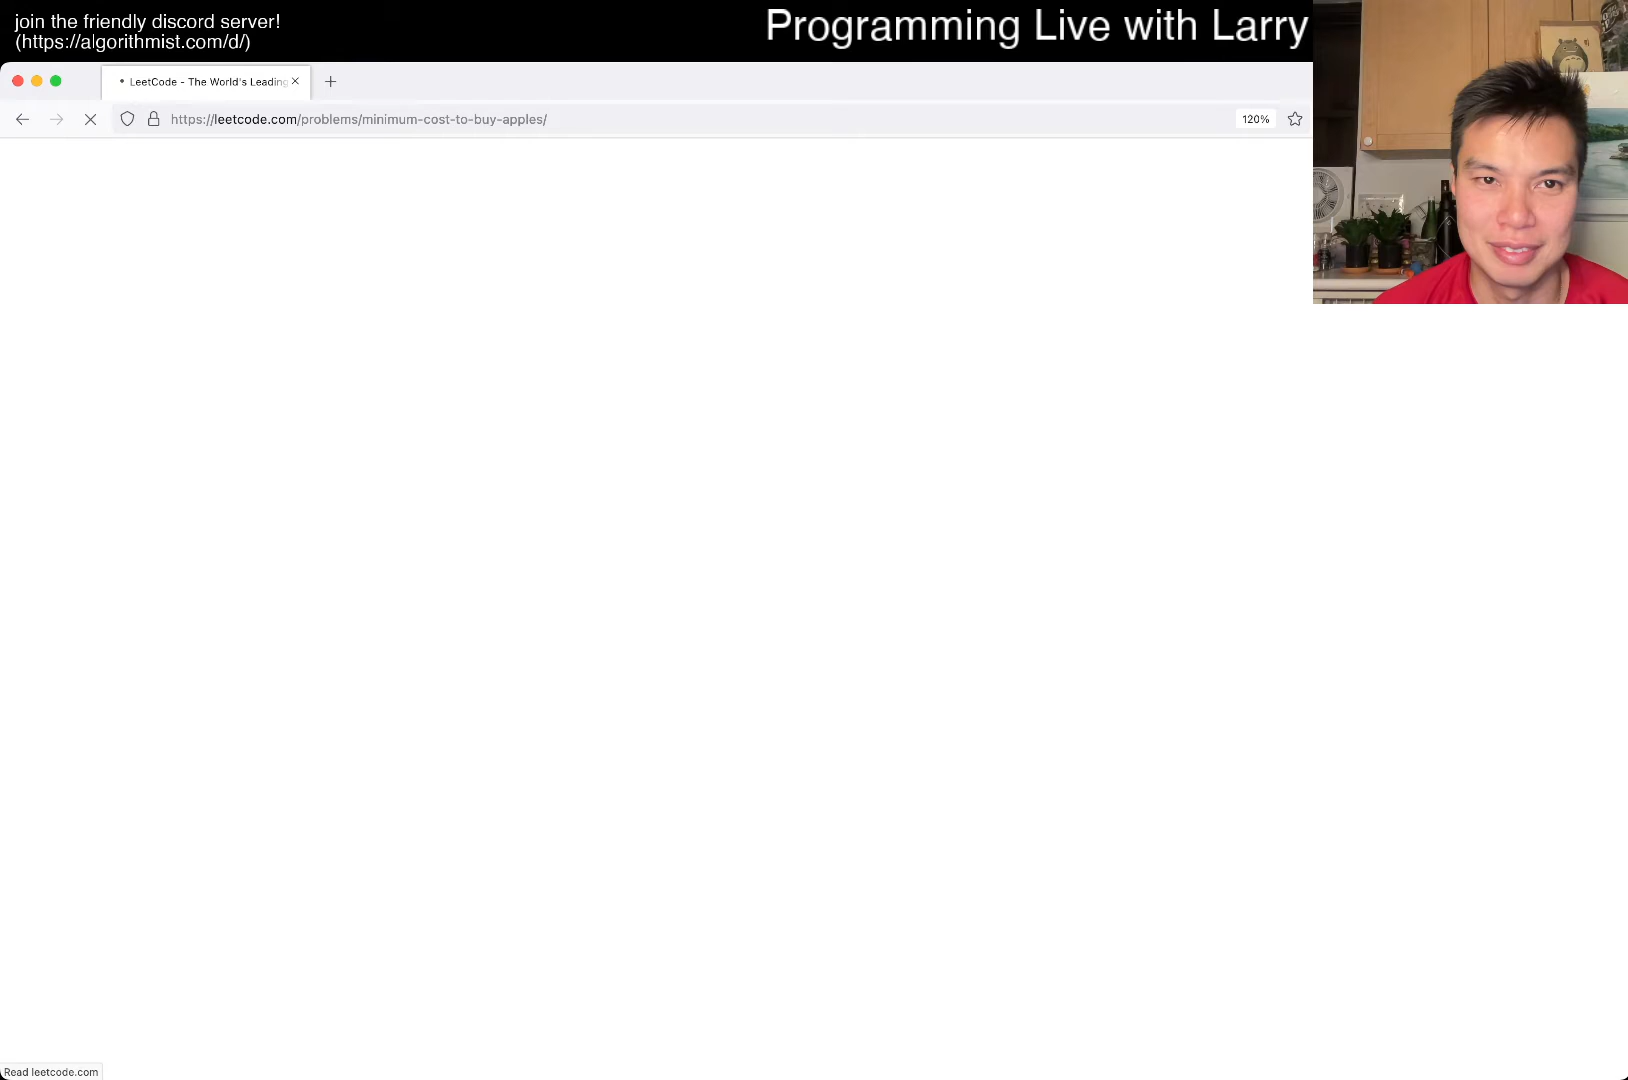 join the friendly discord server!
(https://algorithmist.com/d/)
Programming Live with Larry
LeetCode - The World's Leading
https://leetcode.com/problems/minimum-cost-to-buy-apples/
120%
Read leetcode.com